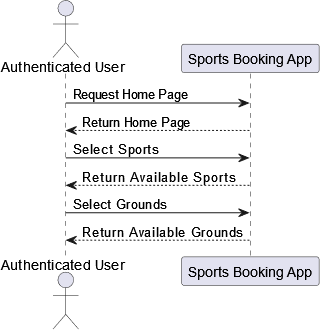 Authenticated User
Sports Booking App
Request Home Page
Return Home Page
Select Sports
Return Available Sports
Select Grounds
Return Available Grounds
Authenticated User
Sports Booking App